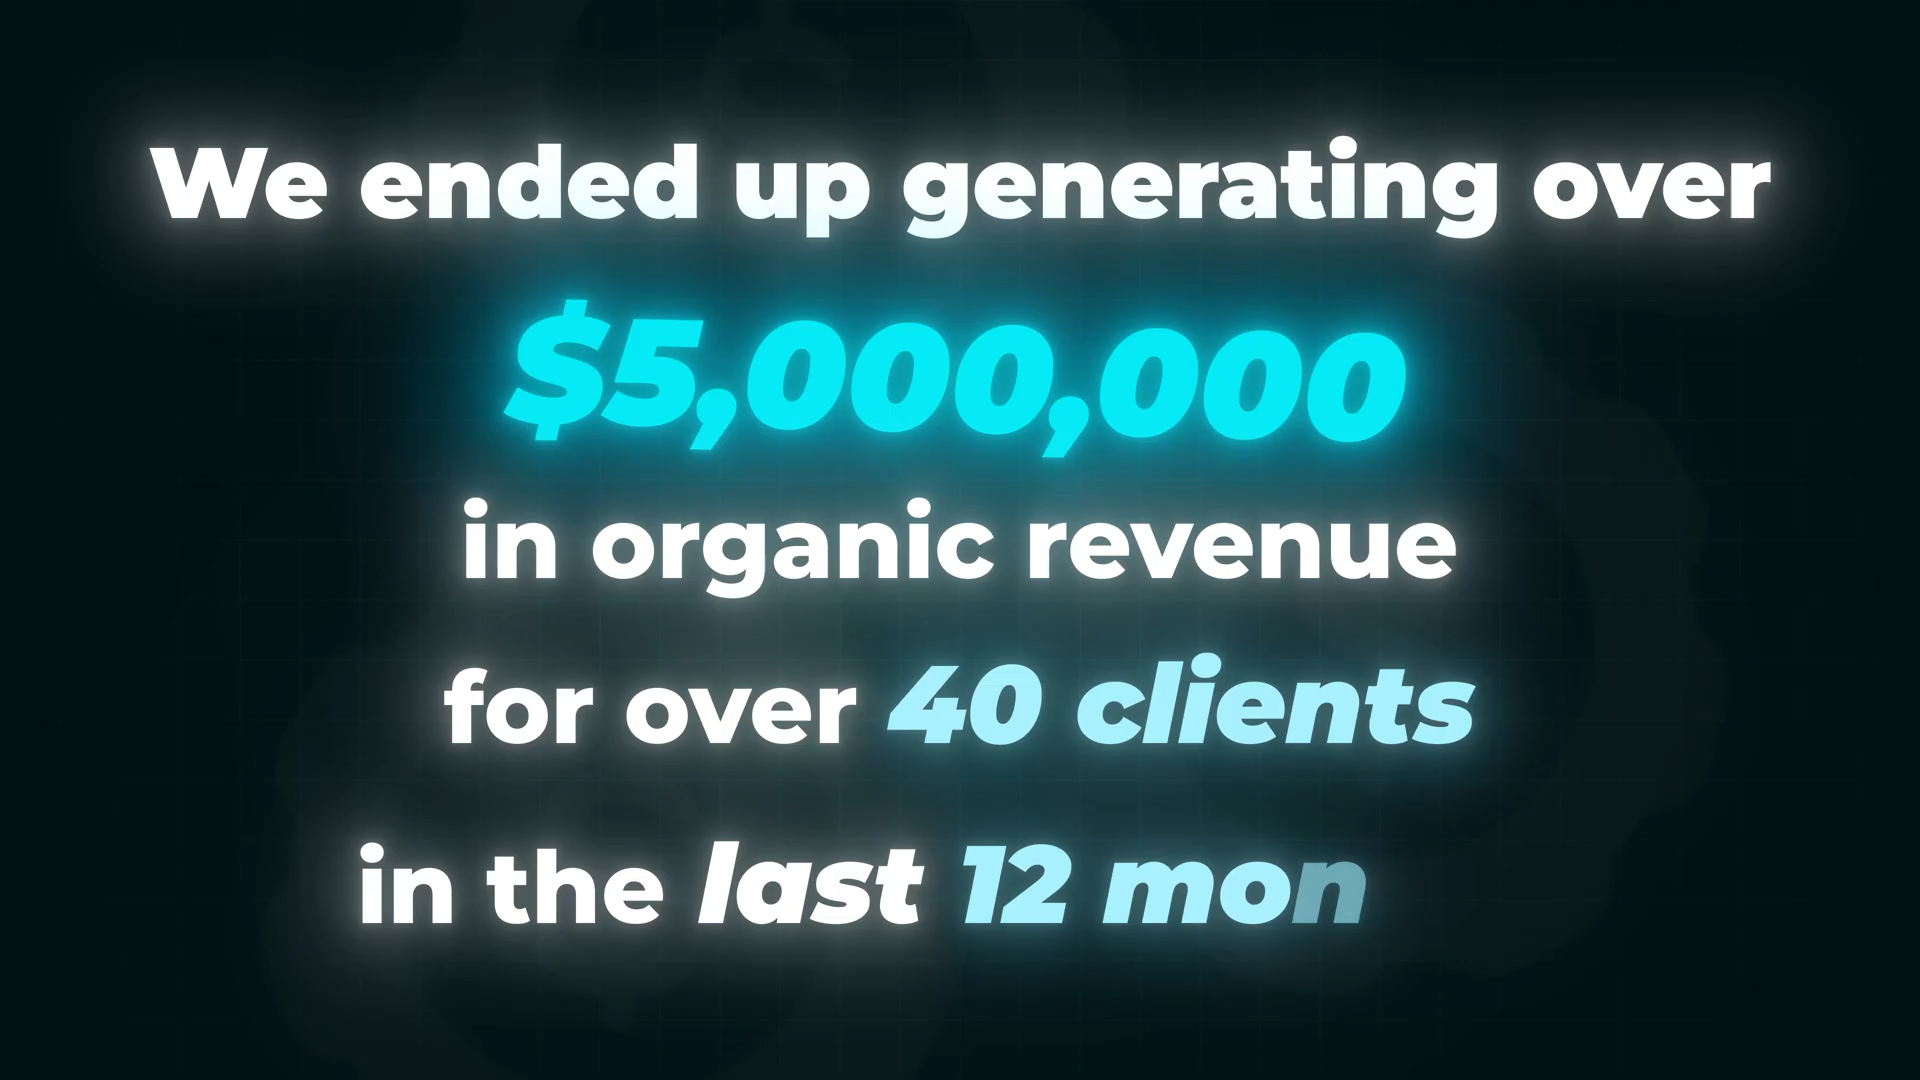 We ended up generating over
$5,000,000
in organic revenue
for over 40 clients
in the last 12 mon